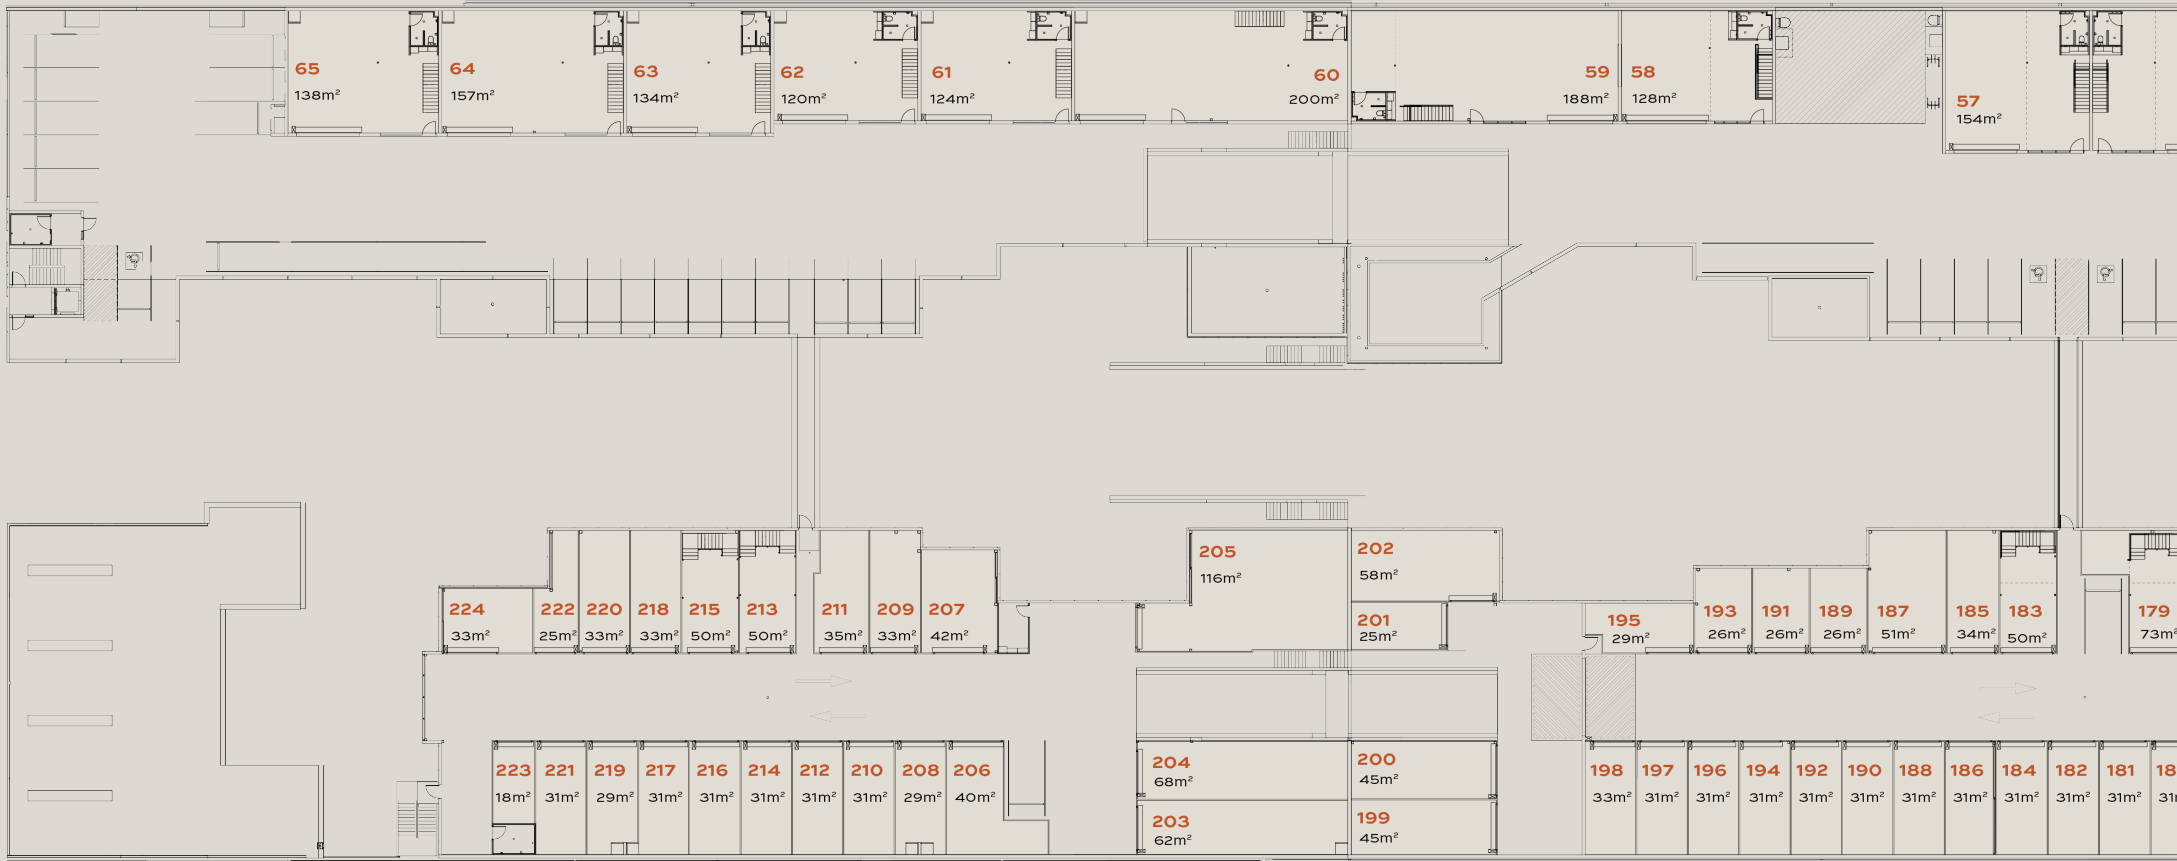 65
138m²
64
157m²
63
134m²
62
120m²
61
124m²
60
200m²
59
188m²
58
128m²
57
154m²
205
116m²
202
58m²
224
33m²
222
25m²
220
33m²
218
33m²
215
50m²
213
50m²
211
35m²
209
33m²
207
42m²
201
25m²
195
29m²
193
26m²
191
26m²
189
26m²
187
51m²
185
34m²
183
50m²
179
73m²
223
18m²
221
31m²
219
29m²
217
31m²
216
31m²
214
31m²
212
31m²
210
31m²
208
29m²
206
40m²
204
68m²
203
62m²
200
45m²
199
45m²
198
33m²
197
31m²
196
31m²
194
31m²
192
31m²
190
31m²
188
31m²
186
31m²
184
31m²
182
31m²
181
31m²